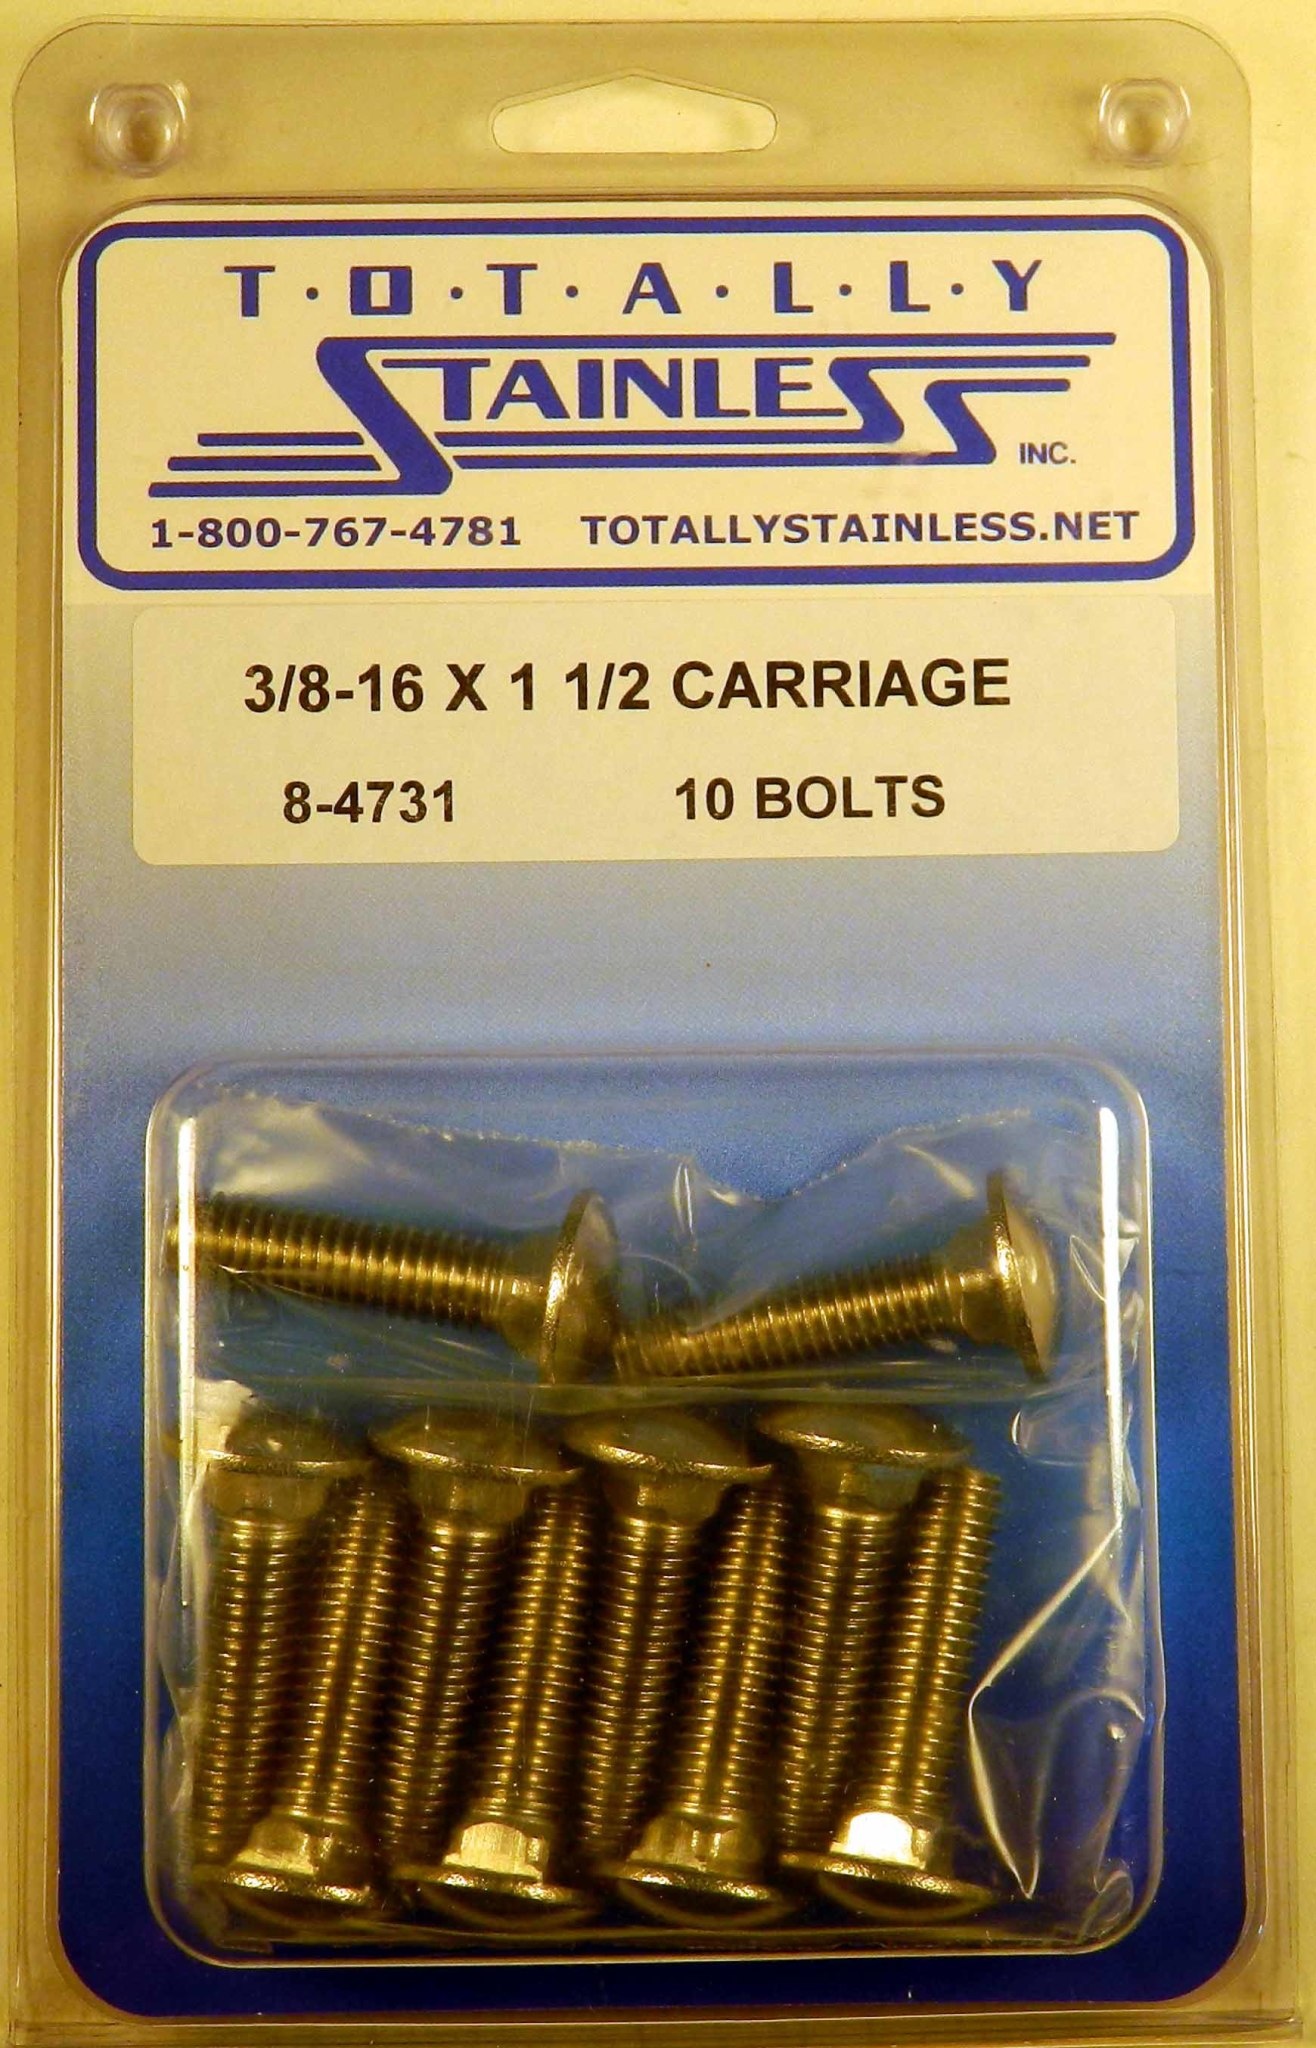 T·O·T·A·L·L·Y
STAINLESS INC.
1-800-767-4781 TOTALLYSTAINLESS.NET
3/8-16 X 1 1/2 CARRIAGE
8-4731 10 BOLTS